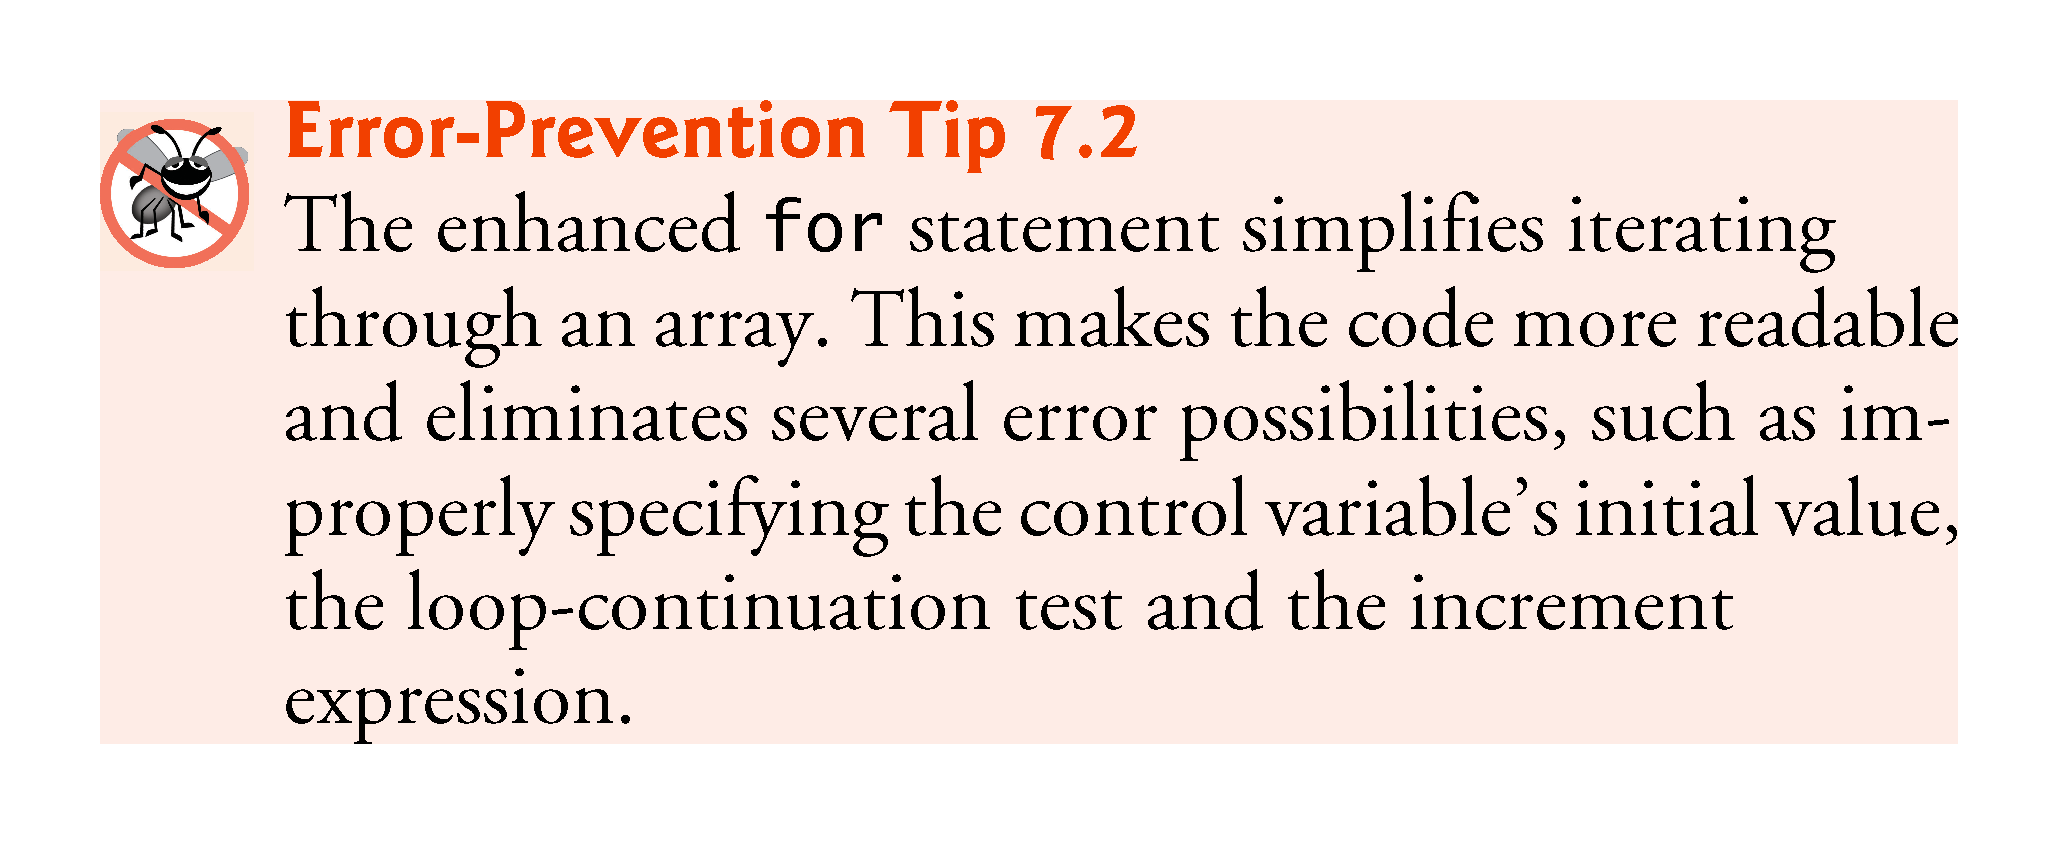 Error-Prevention Tip 7.2
The enhanced for statement simplifies iterating
through an array. This makes the code more readable
and eliminates several error possibilities, such as im-
properly specifying the control variable’s initial value,
the loop-continuation test and the increment
expression.